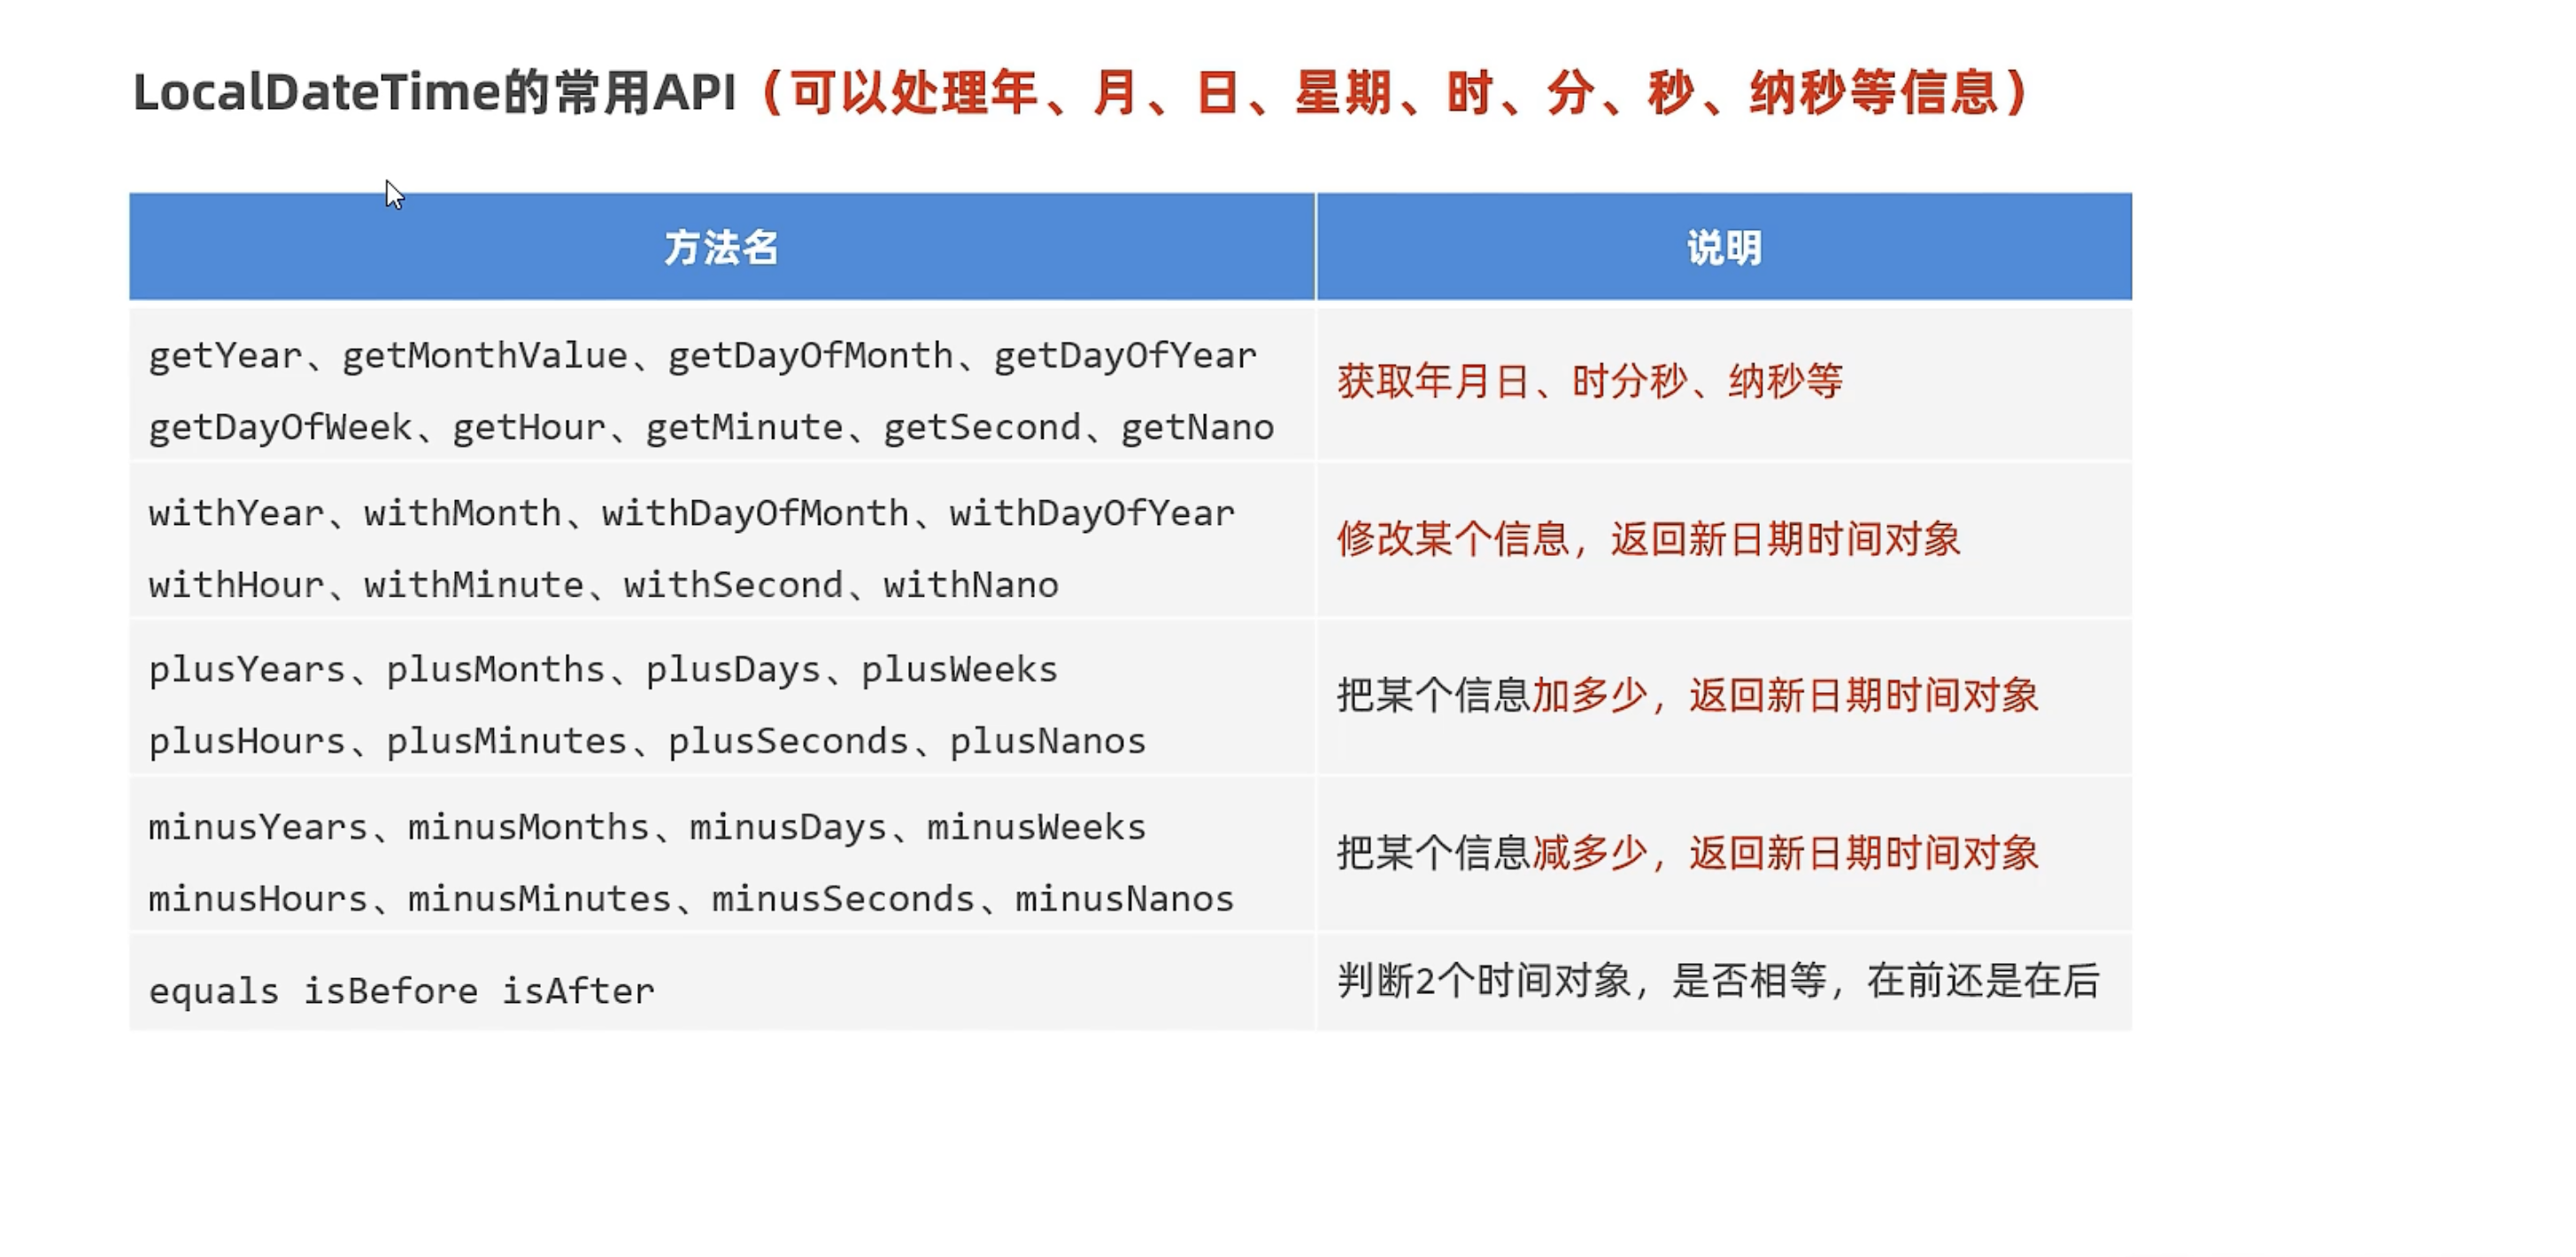 LocalDateTime的常用API（可以处理年、月、日、星期、时、分、秒、纳秒等信息）
方法名
说明
getYear、getMonthValue、getDayOfMonth、getDayOfYear
getDayOfWeek、getHour、getMinute、getSecond、getNano
获取年月日、时分秒、纳秒等
withYear、withMonth、withDayOfMonth、withDayOfYear
withHour、withMinute、withSecond、withNano
修改某个信息，返回新日期时间对象
plusYears、plusMonths、plusDays、plusWeeks
plusHours、plusMinutes、plusSeconds、plusNanos
把某个信息加多少，返回新日期时间对象
minusYears、minusMonths、minusDays、minusWeeks
minusHours、minusMinutes、minusSeconds、minusNanos
把某个信息减多少，返回新日期时间对象
equals isBefore isAfter
判断2个时间对象，是否相等，在前还是在后